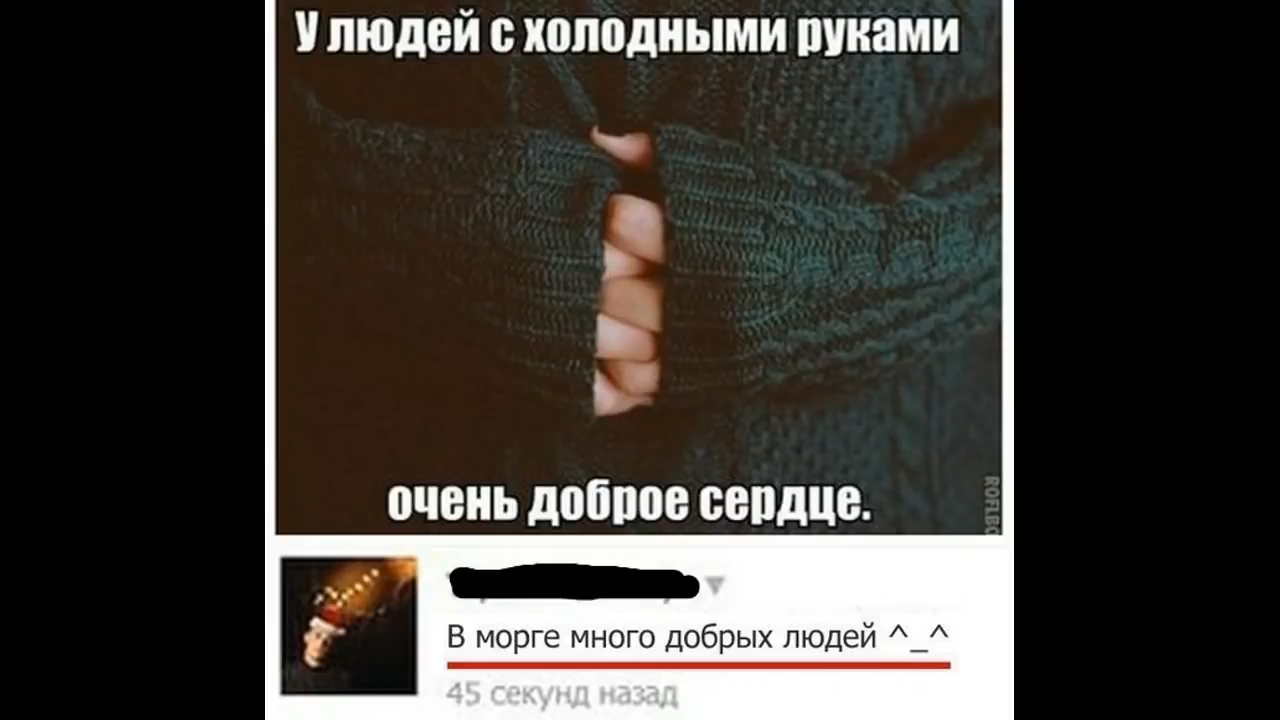 У людей с холодными руками
очень доброе сердце.
В морге много добрых людей ^_^
45 секунд назад